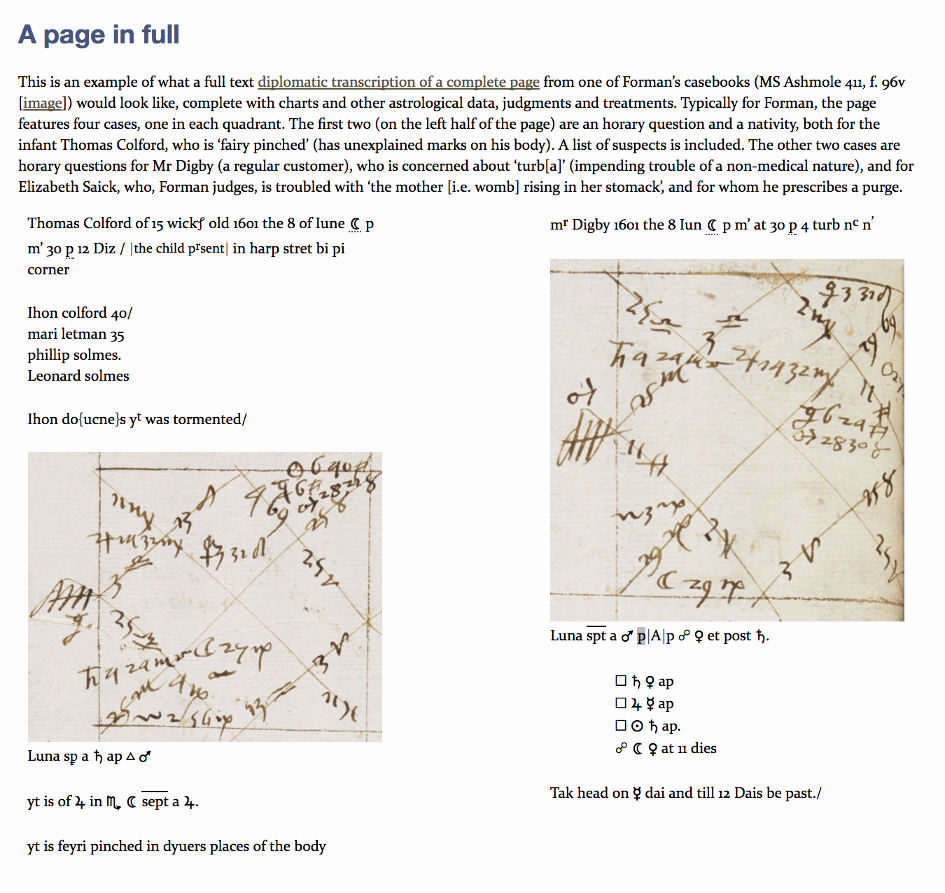 A page in full
This is an example of what a full text diplomatic transcription of a complete page from one of Forman's casebooks (MS Ashmole 411, f. 96v
[image]) would look like, complete with charts and other astrological data, judgments and treatments. Typically for Forman, the page
features four cases, one in each quadrant. The first two (on the left half of the page) are an horary question and a nativity, both for the
infant Thomas Colford, who is 'fairy pinched' (has unexplained marks on his body). A list of suspects is included. The other two cases are
horary questions for Mr Digby (a regular customer), who is concerned about 'turb[a]' (impending trouble of a non-medical nature), and for
Elizabeth Saick, who, Forman judges, is troubled with 'the mother [i.e. womb] rising in her stomack', and for whom he prescribes a purge.
Thomas Colford of 15 wickꝭ old 1601 the 8 of Iune ☾ p
m' 30 p 12 Diz / |the child pʳsent| in harp stret bi pi
corner
Ihon colford 40/
mari letman 35
phillip solmes.
Leonard solmes
Ihon do{ucne}s yᵗ was tormented/
Luna sp a ♄ ap △ ♂
yt is of ♃ in ♏ ☾ sept a ♃.
yt is feyri pinched in dyuers places of the body
mʳ Digby 1601 the 8 Iun ☾ p m' at 30 p 4 turb nᶜ n'
Luna spt a ♂ p|A|p ☍ ♀ et post ♄.
□ ♄ ♀ ap
□ ♃ ☿ ap
□ ☉ ♄ ap.
☍ ☾ ♀ at 11 dies
Tak head on ☿ dai and till 12 Dais be past./